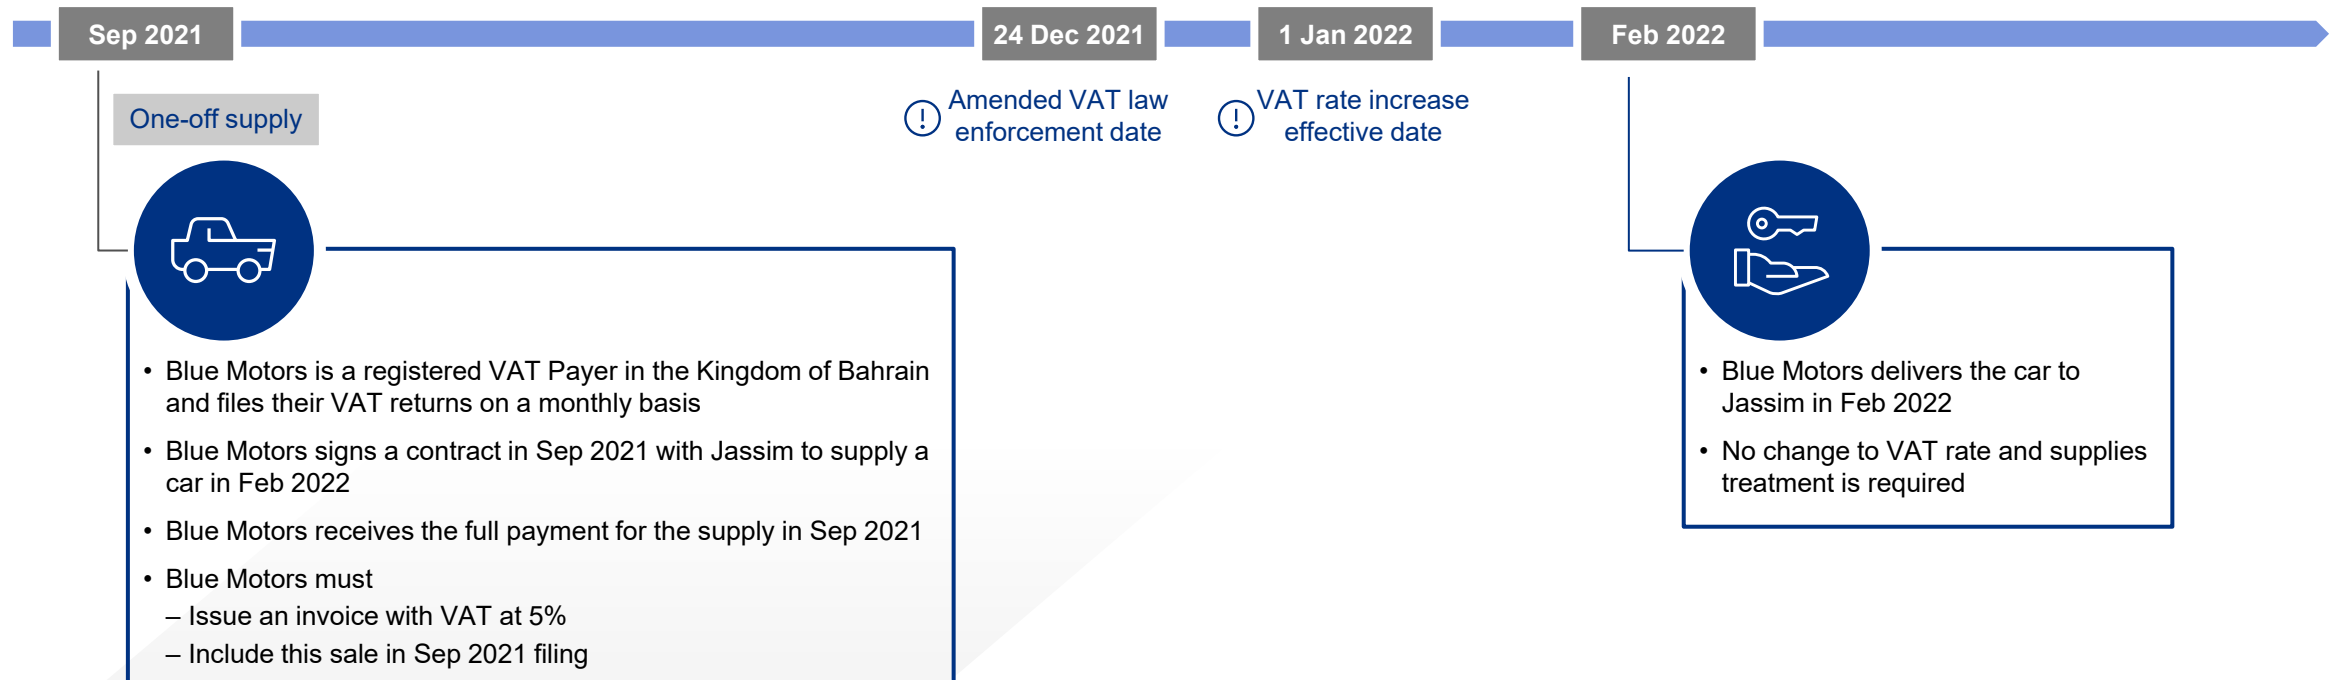 Sep 2021
24 Dec 2021
1 Jan 2022
Feb 2022
One-off supply
Amended VAT law
enforcement date
VAT rate increase
effective date
• Blue Motors is a registered VAT Payer in the Kingdom of Bahrain
and files their VAT returns on a monthly basis
• Blue Motors signs a contract in Sep 2021 with Jassim to supply a
car in Feb 2022
• Blue Motors receives the full payment for the supply in Sep 2021
• Blue Motors must
– Issue an invoice with VAT at 5%
– Include this sale in Sep 2021 filing
• Blue Motors delivers the car to
Jassim in Feb 2022
• No change to VAT rate and supplies
treatment is required